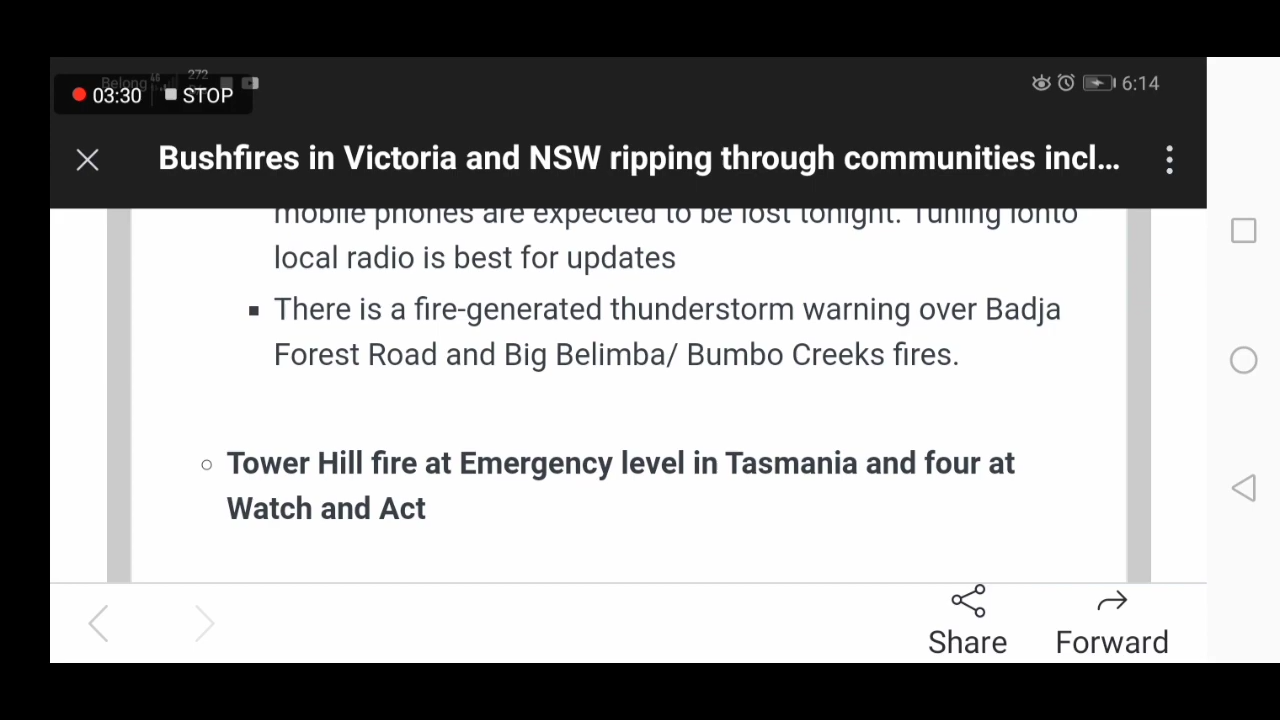 Belong 4G 272
03:30 STOP
6:14
Bushfires in Victoria and NSW ripping through communities incl...
mobile phones are expected to be lost tonight. Tuning ionto
local radio is best for updates
There is a fire-generated thunderstorm warning over Badja
Forest Road and Big Belimba/ Bumbo Creeks fires.
Tower Hill fire at Emergency level in Tasmania and four at
Watch and Act
Share
Forward